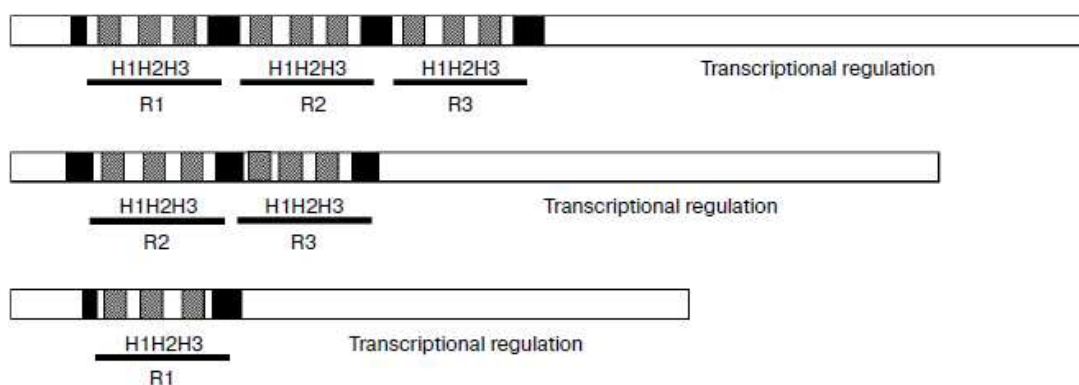 H1H2H3 H1H2H3 H1H2H3 Transcriptional regulation
R1 R2 R3
H1H2H3 H1H2H3 Transcriptional regulation
R2 R3
H1H2H3 Transcriptional regulation
R1